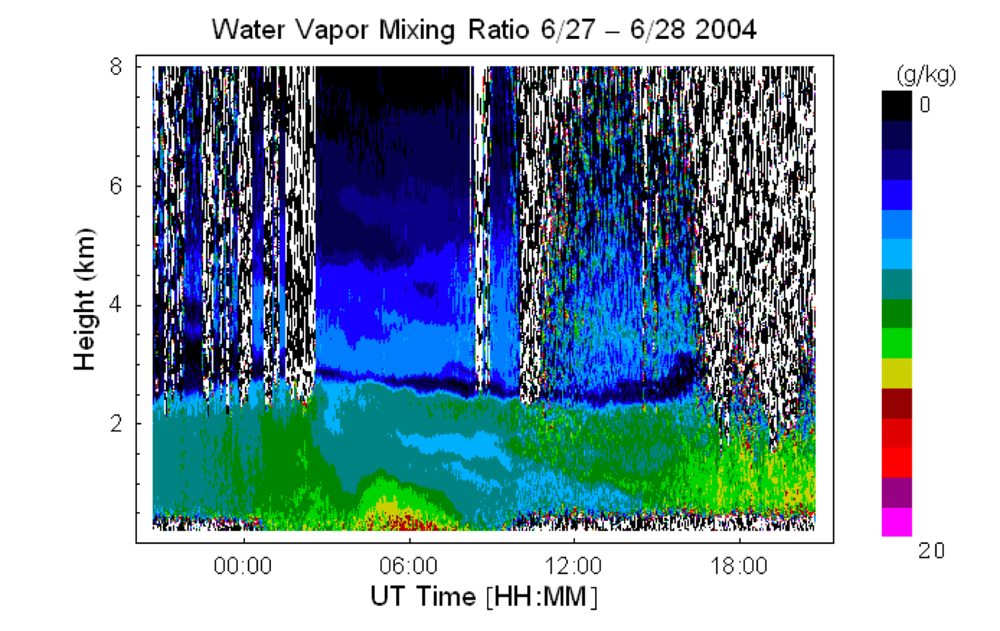 Water Vapor Mixing Ratio 6/27 – 6/28 2004
(g/kg)
0
20
8
6
4
2
Height (km)
00:00 06:00 12:00 18:00
UT Time [HH:MM]